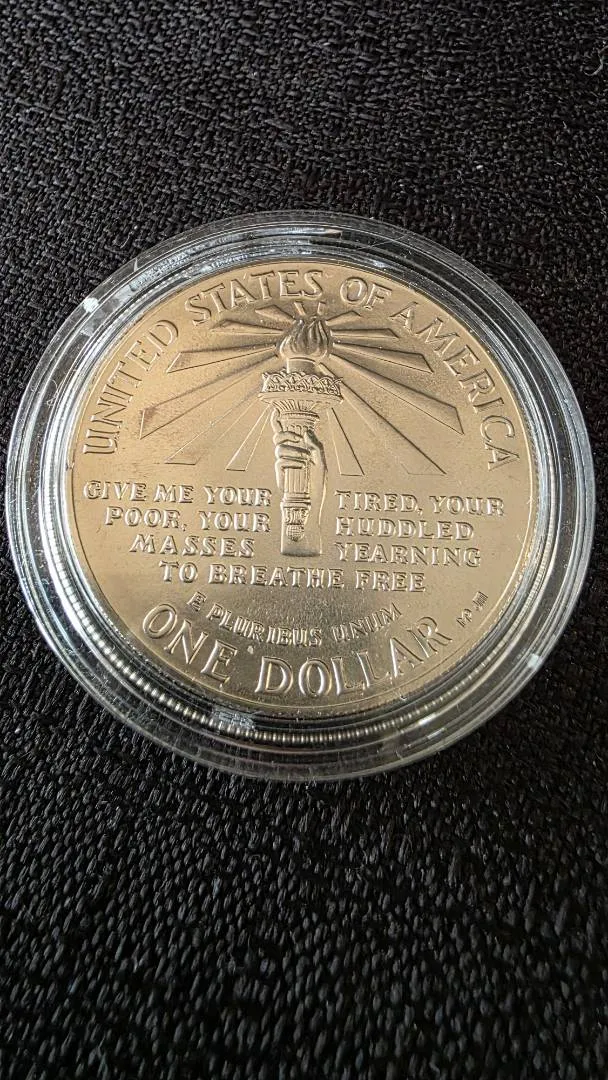 UNITED STATES OF AMERICA
GIVE ME YOUR TIRED, YOUR
POOR, YOUR HUDDLED
MASSES YEARNING
TO BREATHE FREE
E PLURIBUS UNUM
ONE DOLLAR